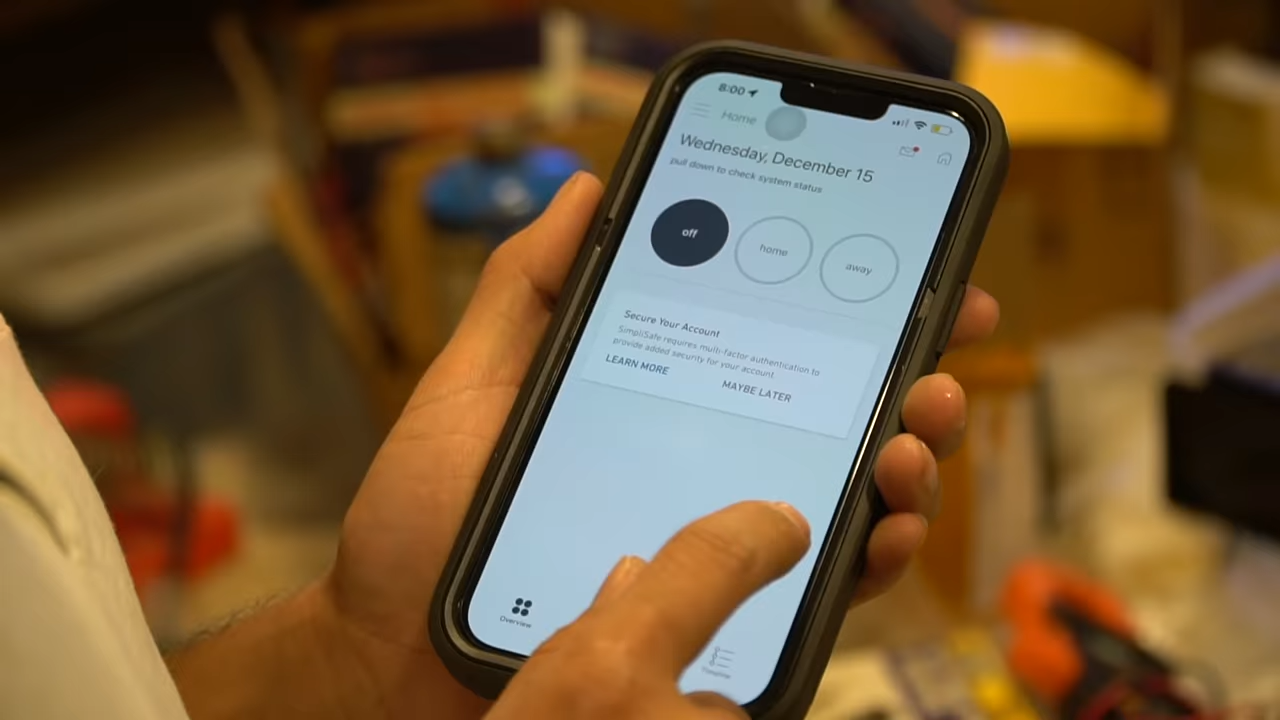 8:00
Home
Wednesday, December 15
pull down to check system status
off
home
away
Secure Your Account
SimpliSafe requires multi-factor authentication to
provide added security for your account
LEARN MORE
MAYBE LATER
Overview
Timeline